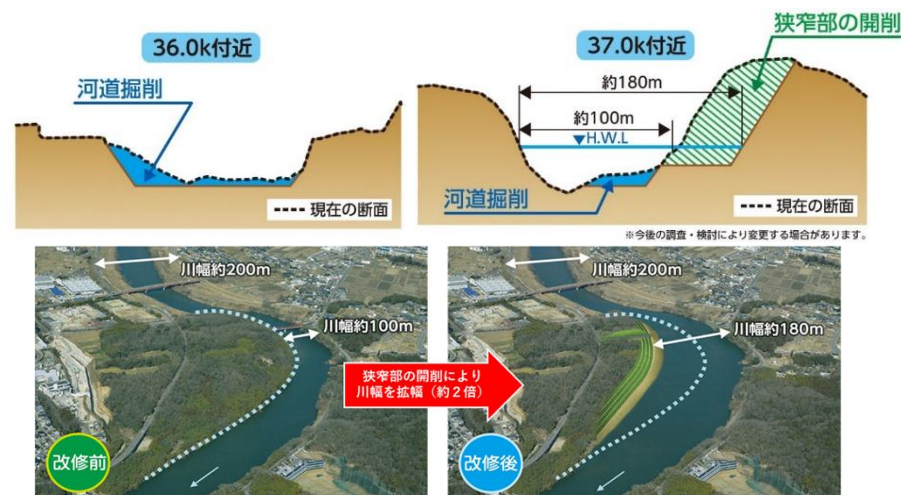 36.0k付近
河道掘削
現在の断面
37.0k付近
狭窄部の開削
約180m
約100m
H.W.L
河道掘削
現在の断面
※今後の調査・検討により変更する場合があります。
川幅約200m
川幅約100m
改修前
狭窄部の開削により
川幅を拡幅（約２倍）
川幅約200m
川幅約180m
改修後